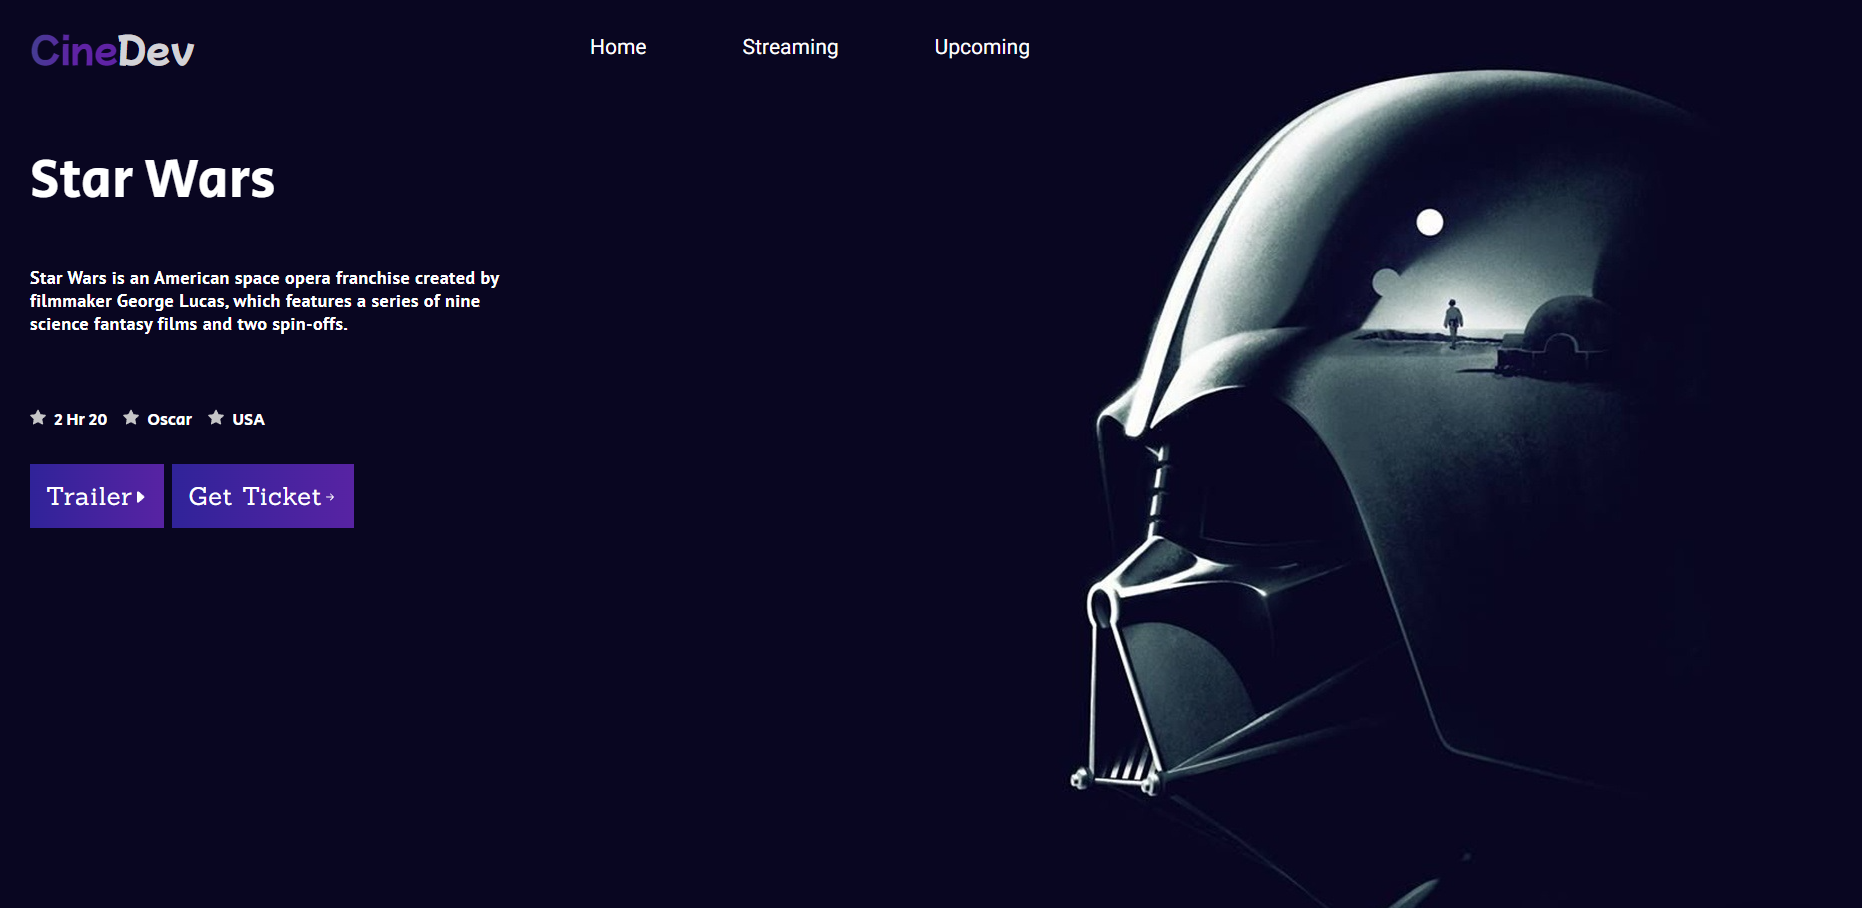 CineDev
Home
Streaming
Upcoming
Star Wars
Star Wars is an American space opera franchise created by
filmmaker George Lucas, which features a series of nine
science fantasy films and two spin-offs.
2 Hr 20
Oscar
USA
Trailer
Get Ticket